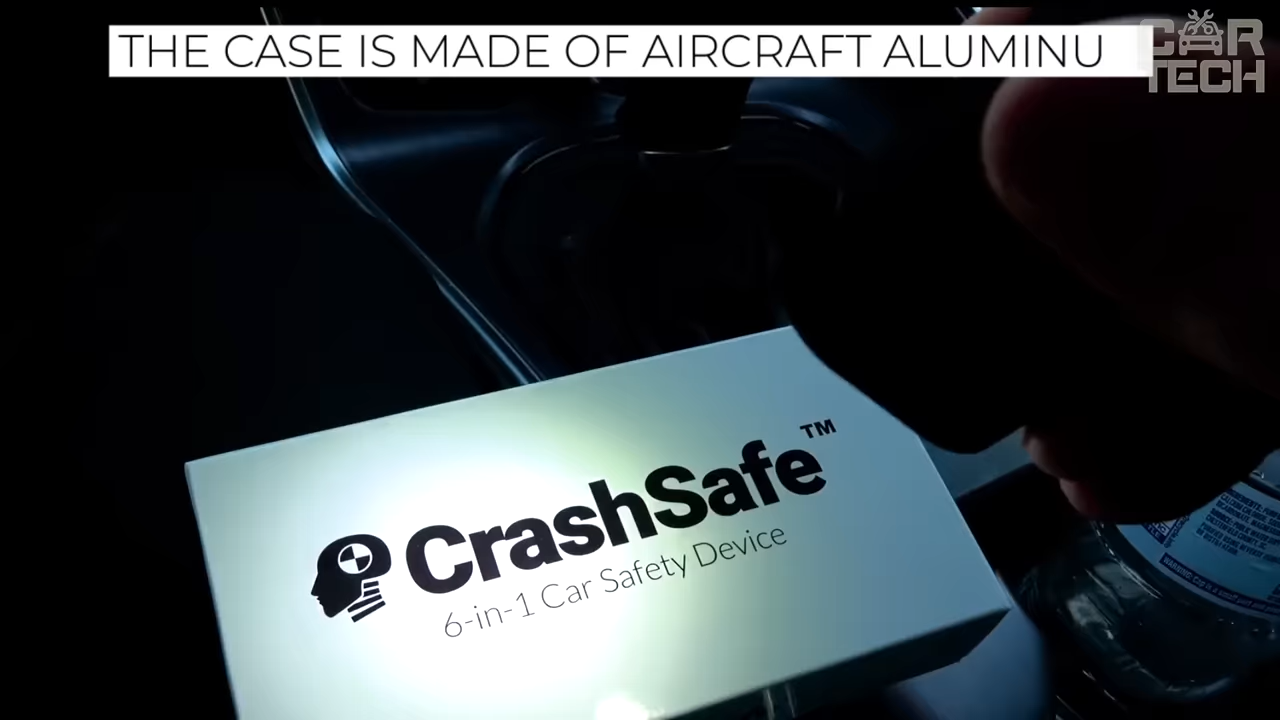 THE CASE IS MADE OF AIRCRAFT ALUMINU
CAR
TECH
CrashSafe™
6-in-1 Car Safety Device